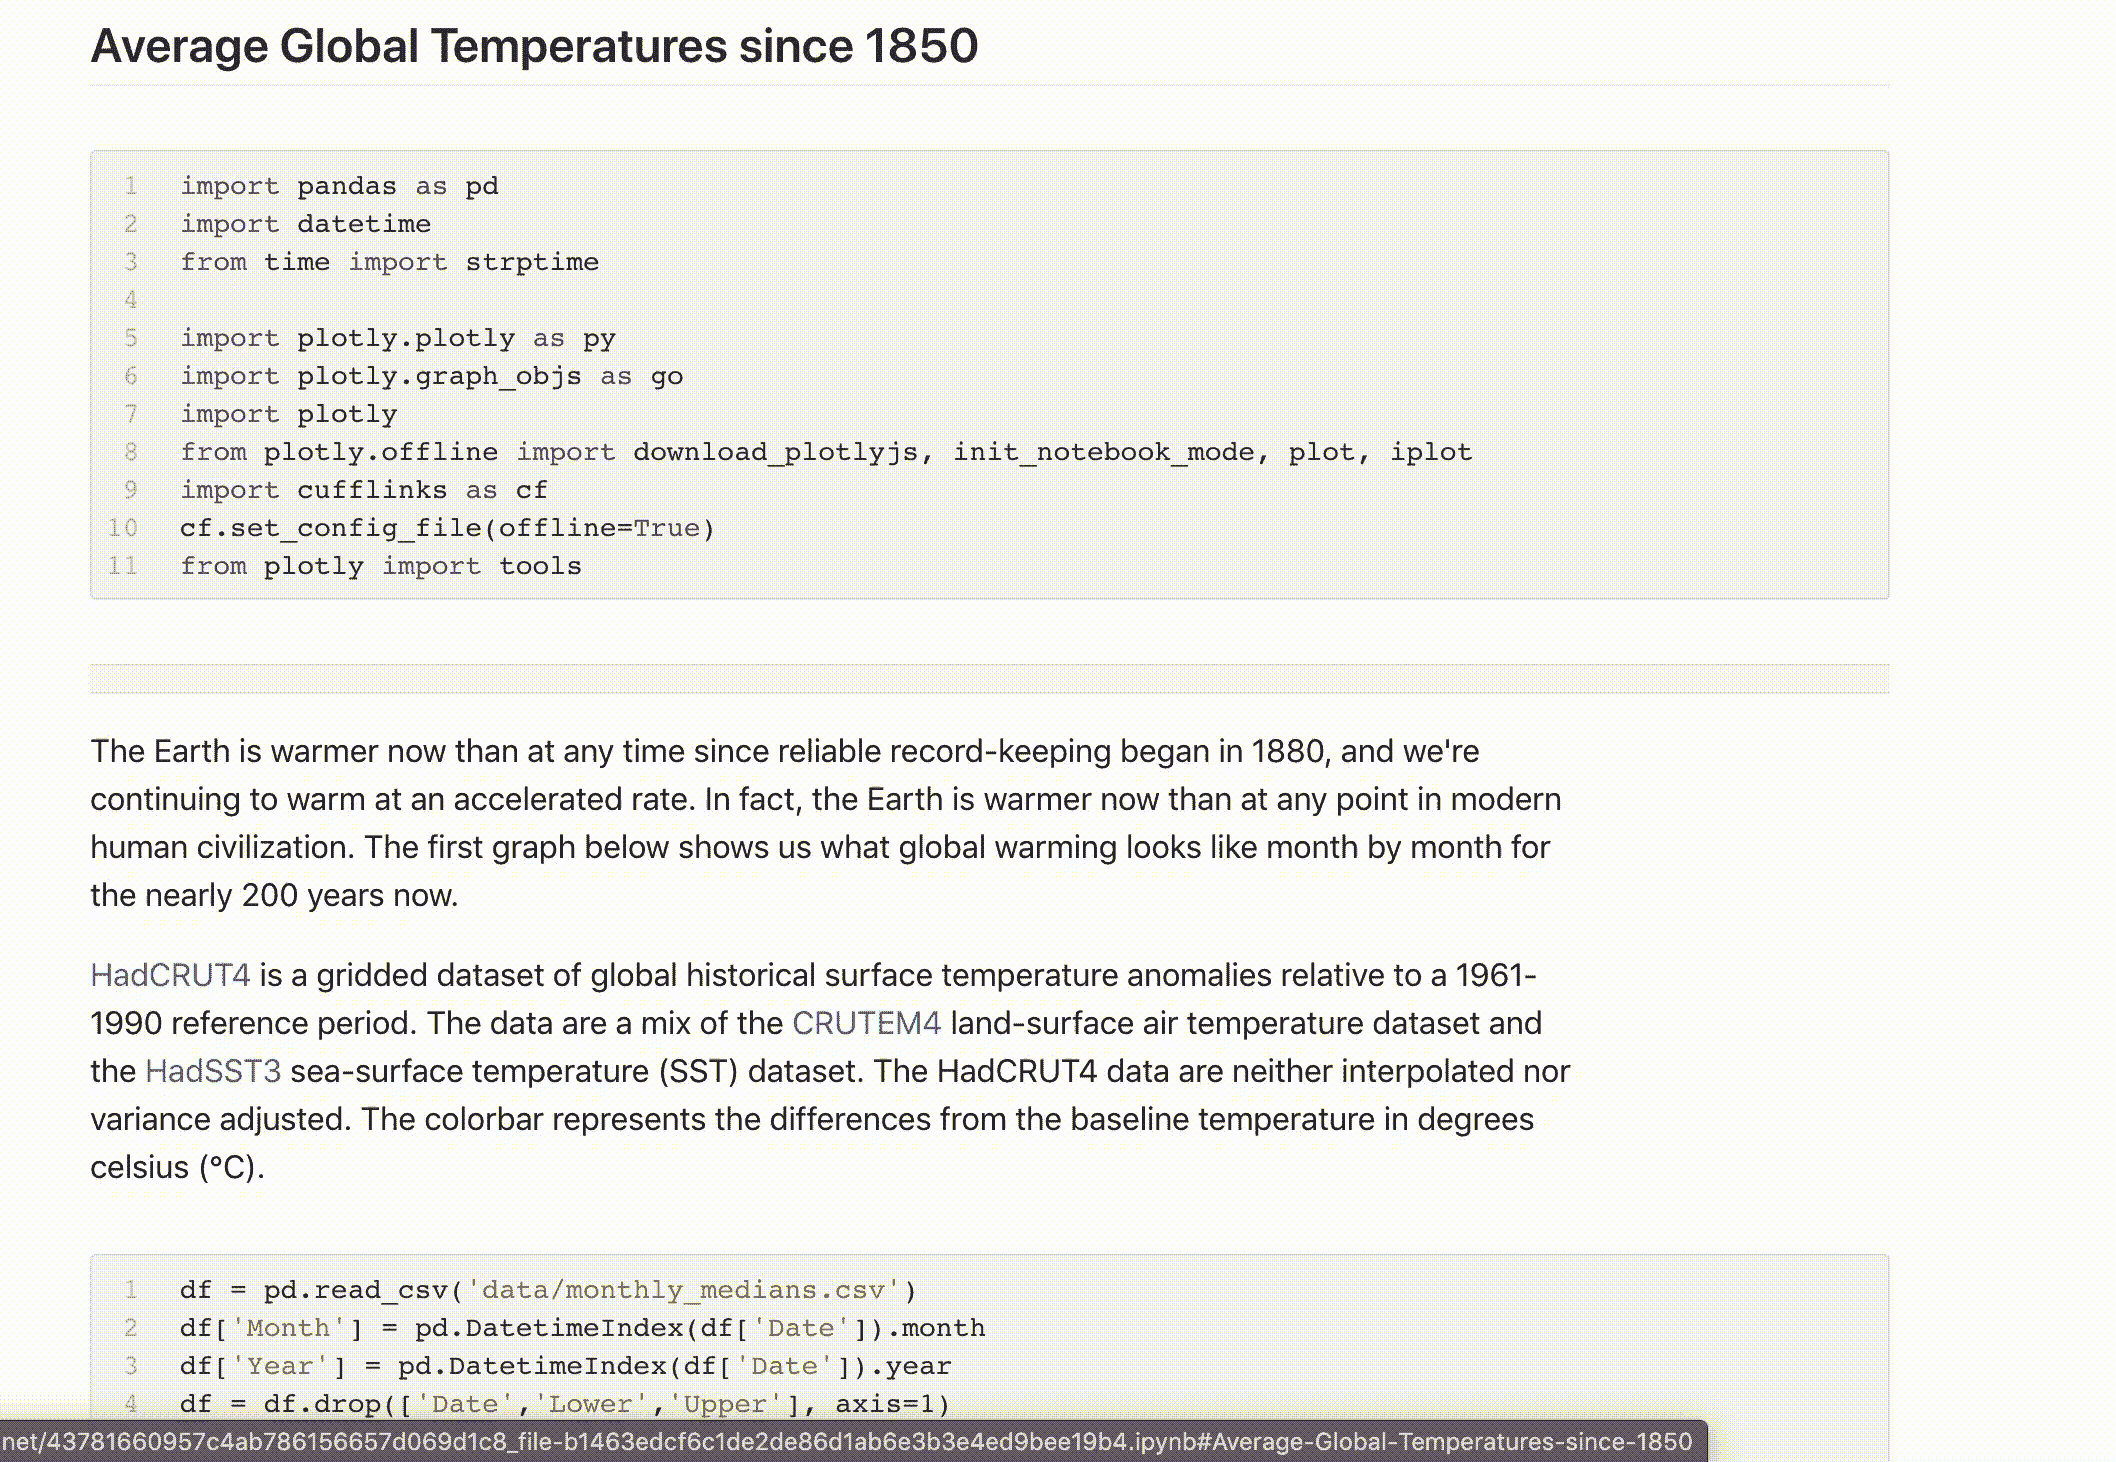 Average Global Temperatures since 1850
1 import pandas as pd
2 import datetime
3 from time import strptime
4
5 import plotly.plotly as py
6 import plotly.graph_objs as go
7 import plotly
8 from plotly.offline import download_plotlyjs, init_notebook_mode, plot, iplot
9 import cufflinks as cf
10 cf.set_config_file(offline=True)
11 from plotly import tools
The Earth is warmer now than at any time since reliable record-keeping began in 1880, and we're
continuing to warm at an accelerated rate. In fact, the Earth is warmer now than at any point in modern
human civilization. The first graph below shows us what global warming looks like month by month for
the nearly 200 years now.
HadCRUT4 is a gridded dataset of global historical surface temperature anomalies relative to a 1961-
1990 reference period. The data are a mix of the CRUTEM4 land-surface air temperature dataset and
the HadSST3 sea-surface temperature (SST) dataset. The HadCRUT4 data are neither interpolated nor
variance adjusted. The colorbar represents the differences from the baseline temperature in degrees
celsius (°C).
1 df = pd.read_csv('data/monthly_medians.csv')
2 df['Month'] = pd.DatetimeIndex(df['Date']).month
3 df['Year'] = pd.DatetimeIndex(df['Date']).year
4 df = df.drop(['Date','Lower','Upper'], axis=1)
net/43781660957c4ab786156657d069d1c8_file-b1463edcf6c1de2de86d1ab6e3b3e4ed9bee19b4.ipynb#Average-Global-Temperatures-since-1850